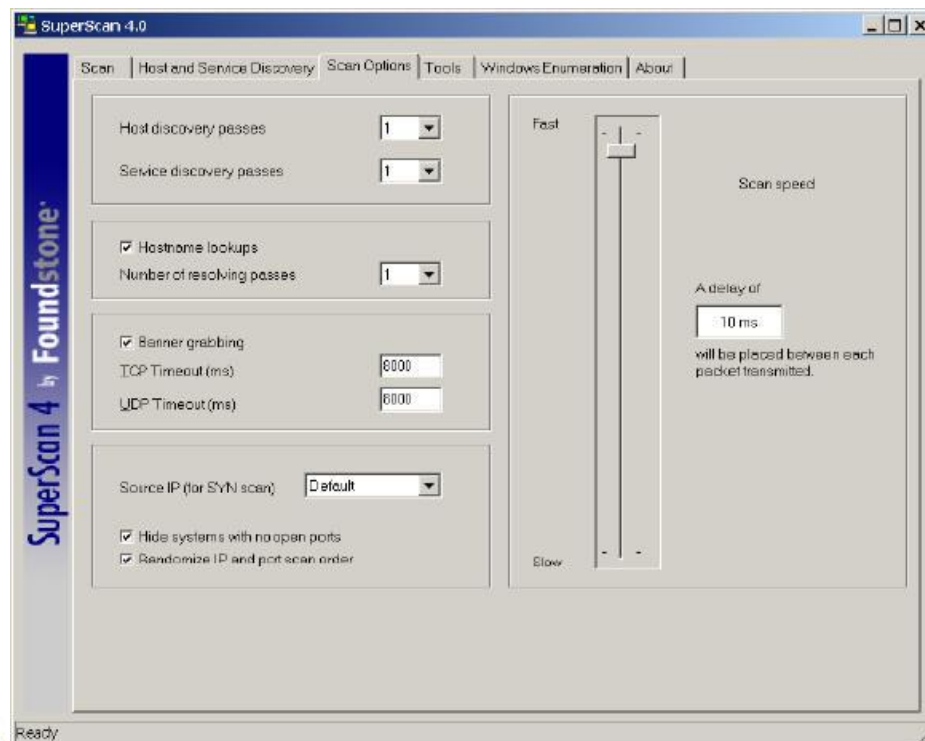 SuperScan 4.0
SuperScan 4 by Foundstone
Scan
Host and Service Discovery
Scan Options
Tools
Windows Enumeration
About
Host discovery passes
1
Service discovery passes
1
Hostname lookups
Number of resolving passes
1
Banner grabbing
TCP Timeout (ms)
8000
UDP Timeout (ms)
8000
Source IP (for SYN scan)
Default
Hide systems with no open ports
Randomize IP and port scan order
Fast
Slow
Scan speed
A delay of
10 ms
will be placed between each
packet transmitted.
Ready